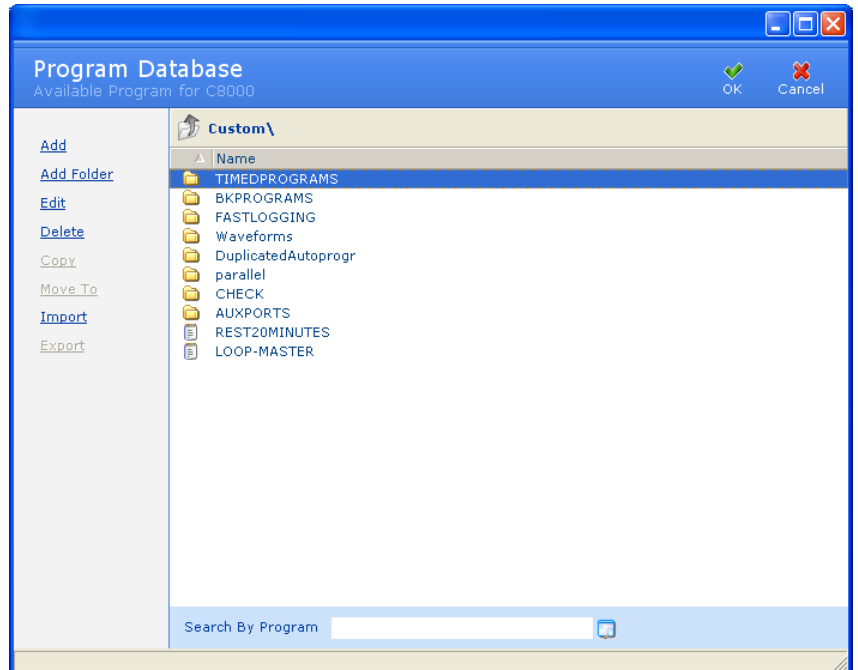 Program Database
Available Program for C8000
OK
Cancel
Add
Add Folder
Edit
Delete
Copy
Move To
Import
Export
Custom\
Name
TIMEDPROGRAMS
BKPROGRAMS
FASTLOGGING
Waveforms
DuplicatedAutoprogr
parallel
CHECK
AUXPORTS
REST20MINUTES
LOOP-MASTER
Search By Program